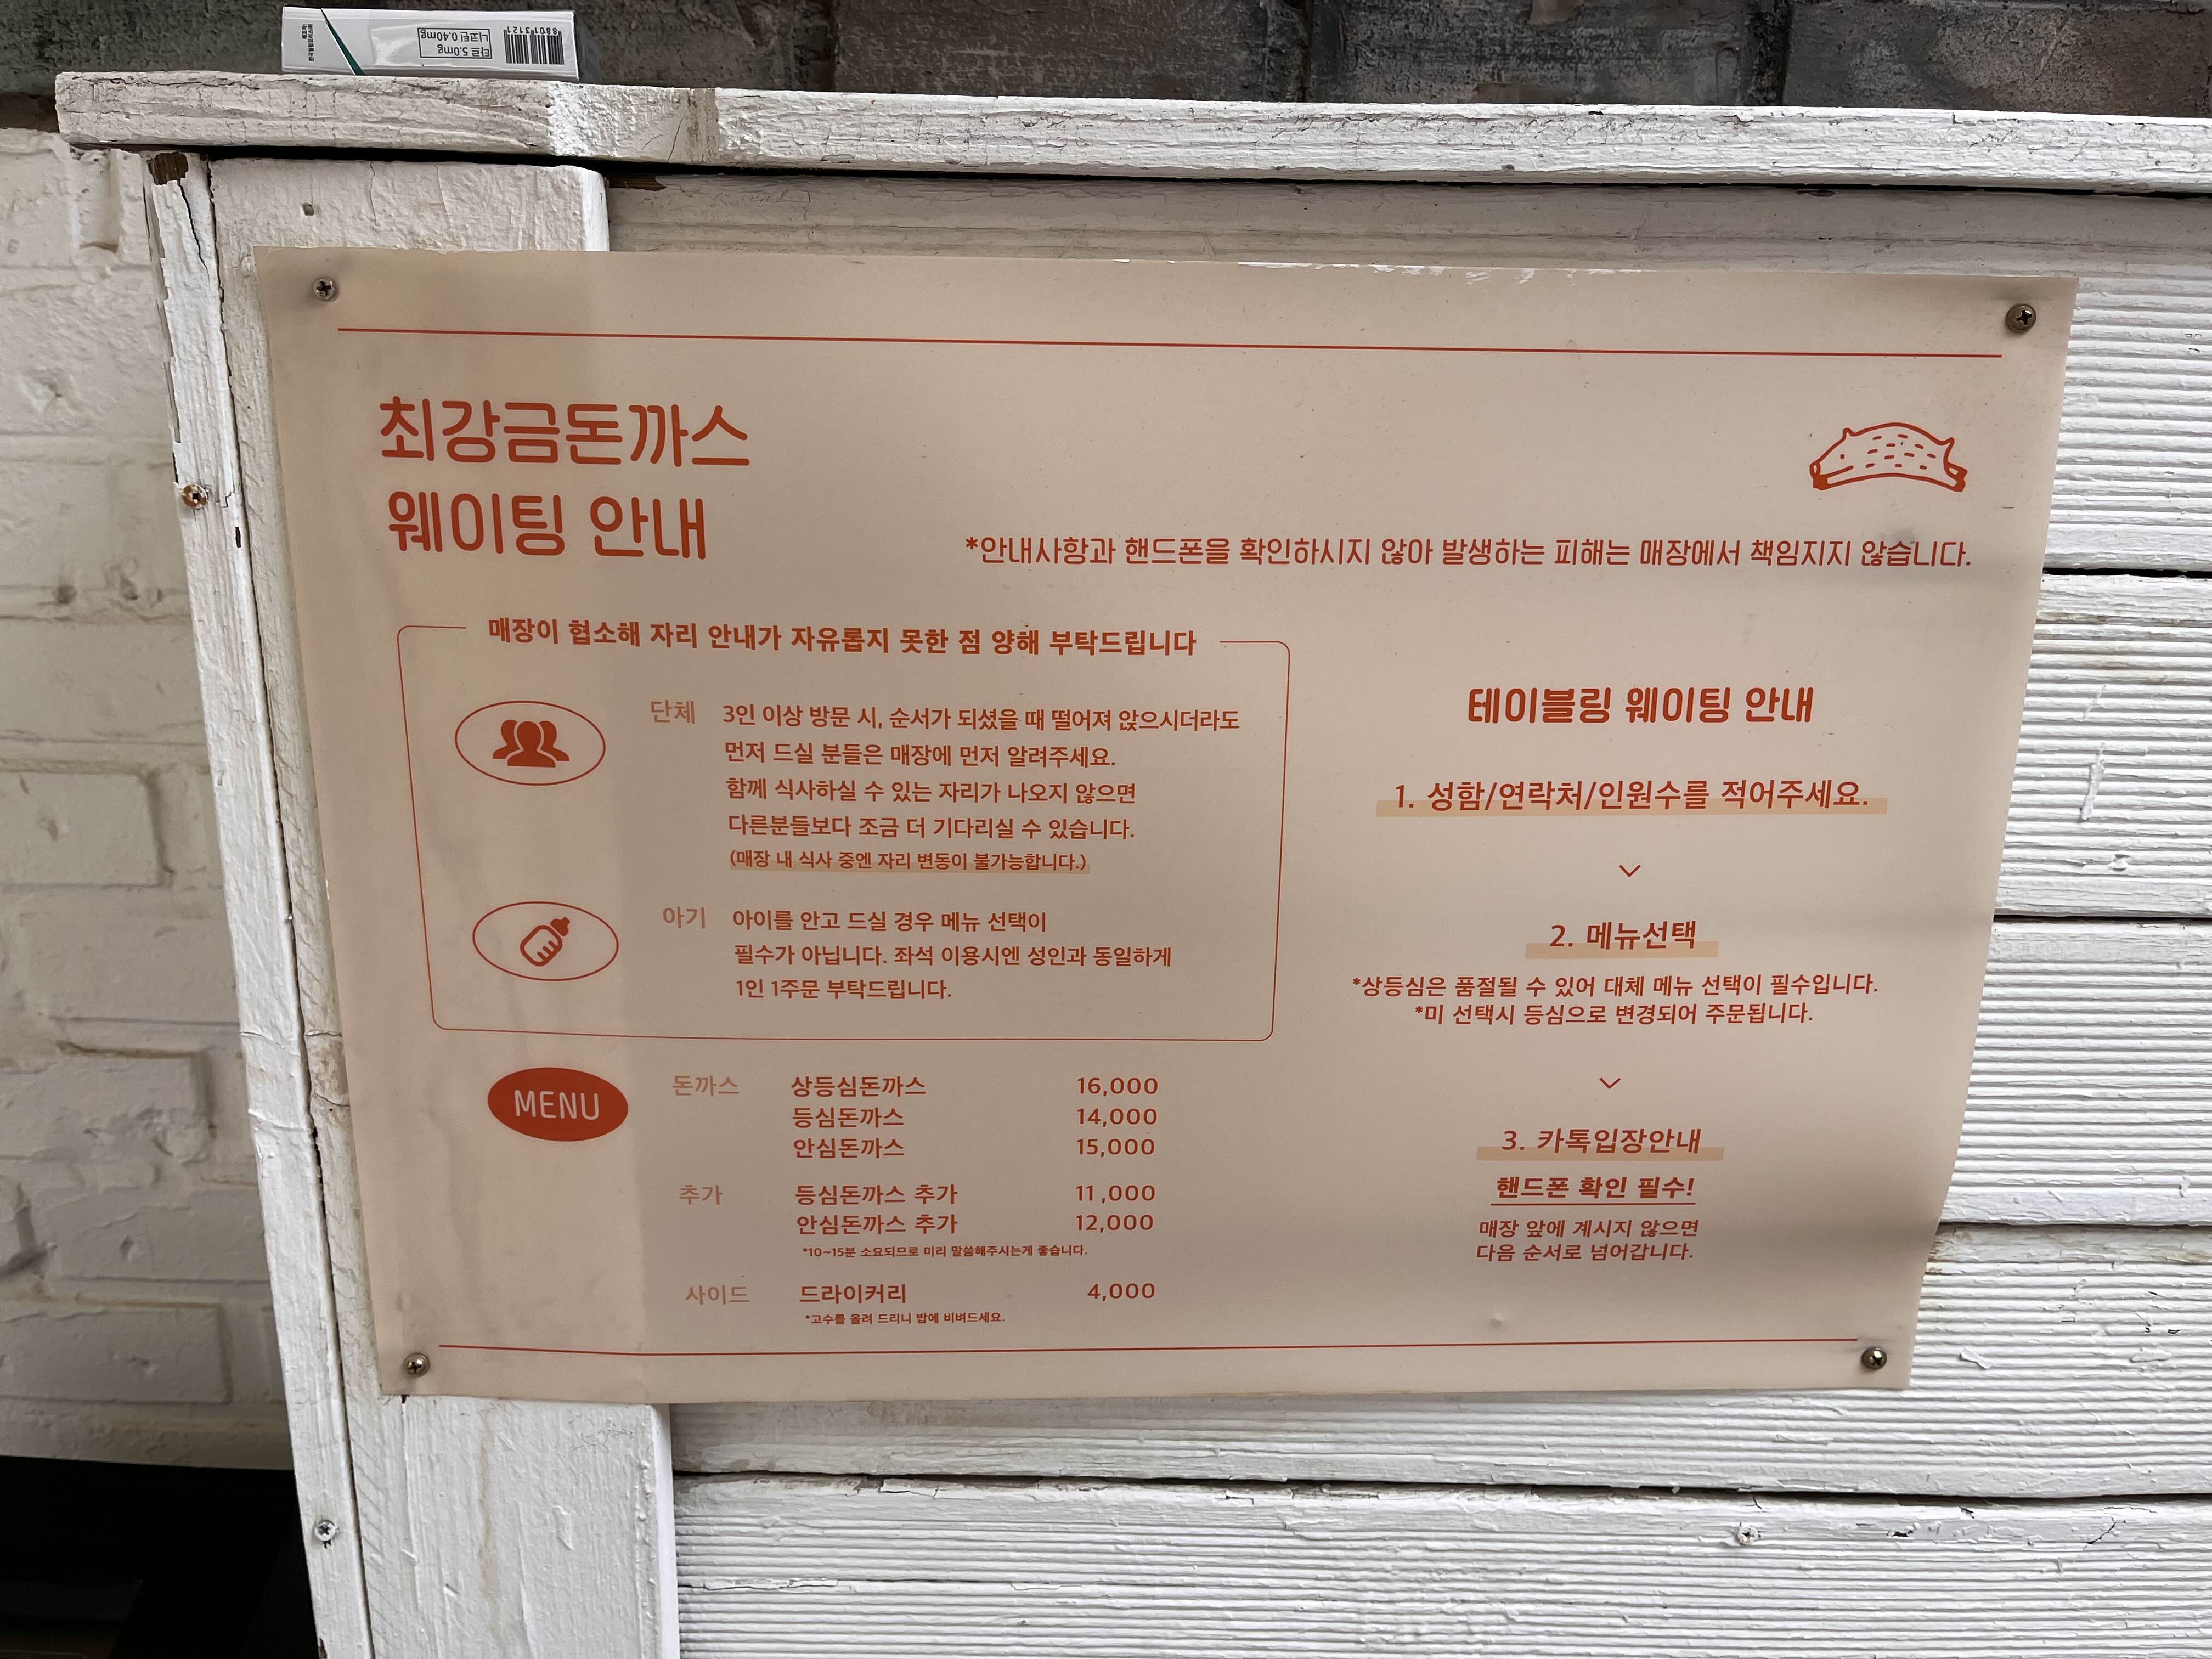 타르 5.0mg
니코틴 0.40mg
8801 3121
최강금돈까스
웨이팅 안내
*안내사항과 핸드폰을 확인하시지 않아 발생하는 피해는 매장에서 책임지지 않습니다.
매장이 협소해 자리 안내가 자유롭지 못한 점 양해 부탁드립니다
단체 3인 이상 방문 시, 순서가 되셨을 때 떨어져 앉으시더라도
먼저 드실 분들은 매장에 먼저 알려주세요.
함께 식사하실 수 있는 자리가 나오지 않으면
다른분들보다 조금 더 기다리실 수 있습니다.
(매장 내 식사 중엔 자리 변동이 불가능합니다.)
아기 아이를 안고 드실 경우 메뉴 선택이
필수가 아닙니다. 좌석 이용시엔 성인과 동일하게
1인 1주문 부탁드립니다.
MENU
돈까스 상등심돈까스 16,000
등심돈까스 14,000
안심돈까스 15,000
추가 등심돈까스 추가 11,000
안심돈까스 추가 12,000
*10~15분 소요되므로 미리 말씀해주시는게 좋습니다.
사이드 드라이커리 4,000
*고수를 올려 드리니 밥에 비벼드세요.
테이블링 웨이팅 안내
1. 성함/연락처/인원수를 적어주세요.
2. 메뉴선택
*상등심은 품절될 수 있어 대체 메뉴 선택이 필수입니다.
*미 선택시 등심으로 변경되어 주문됩니다.
3. 카톡입장안내
핸드폰 확인 필수!
매장 앞에 계시지 않으면
다음 순서로 넘어갑니다.